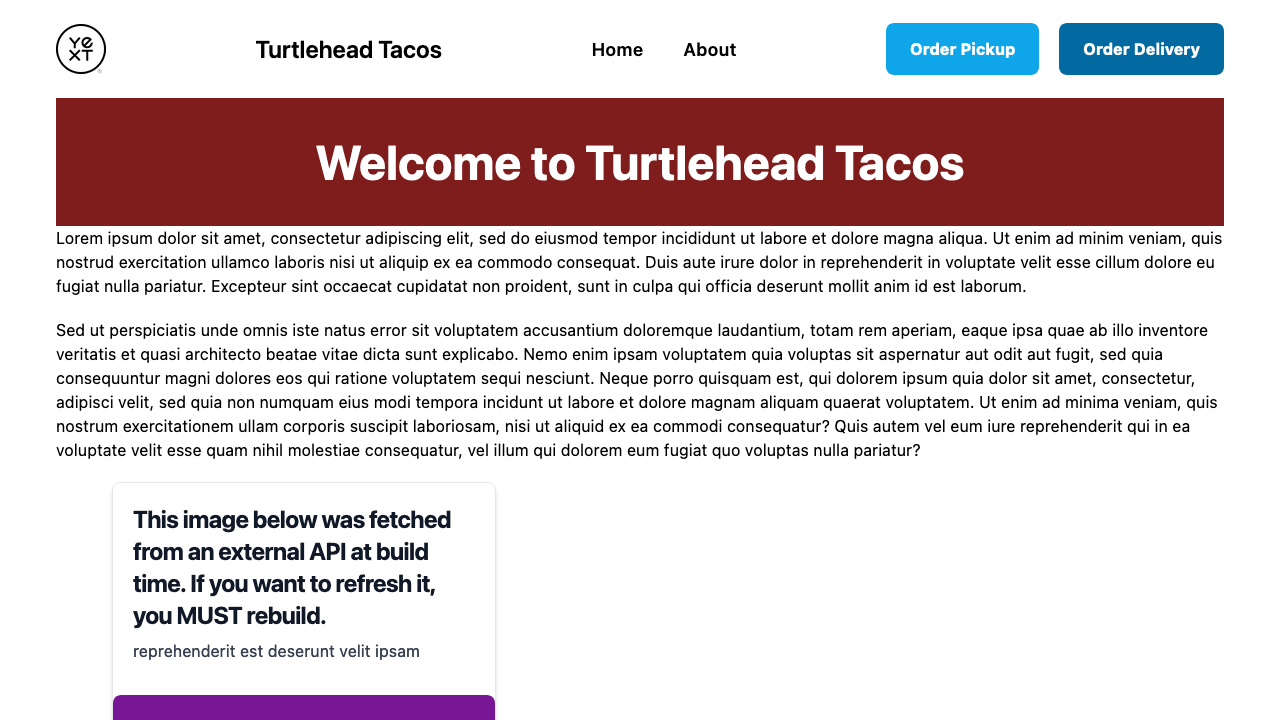 YEXT
Turtlehead Tacos
Home
About
Order Pickup
Order Delivery
Welcome to Turtlehead Tacos
Lorem ipsum dolor sit amet, consectetur adipiscing elit, sed do eiusmod tempor incididunt ut labore et dolore magna aliqua. Ut enim ad minim veniam, quis
nostrud exercitation ullamco laboris nisi ut aliquip ex ea commodo consequat. Duis aute irure dolor in reprehenderit in voluptate velit esse cillum dolore eu
fugiat nulla pariatur. Excepteur sint occaecat cupidatat non proident, sunt in culpa qui officia deserunt mollit anim id est laborum.
Sed ut perspiciatis unde omnis iste natus error sit voluptatem accusantium doloremque laudantium, totam rem aperiam, eaque ipsa quae ab illo inventore
veritatis et quasi architecto beatae vitae dicta sunt explicabo. Nemo enim ipsam voluptatem quia voluptas sit aspernatur aut odit aut fugit, sed quia
consequuntur magni dolores eos qui ratione voluptatem sequi nesciunt. Neque porro quisquam est, qui dolorem ipsum quia dolor sit amet, consectetur,
adipisci velit, sed quia non numquam eius modi tempora incidunt ut labore et dolore magnam aliquam quaerat voluptatem. Ut enim ad minima veniam, quis
nostrum exercitationem ullam corporis suscipit laboriosam, nisi ut aliquid ex ea commodi consequatur? Quis autem vel eum iure reprehenderit qui in ea
voluptate velit esse quam nihil molestiae consequatur, vel illum qui dolorem eum fugiat quo voluptas nulla pariatur?
This image below was fetched
from an external API at build
time. If you want to refresh it,
you MUST rebuild.
reprehenderit est deserunt velit ipsam